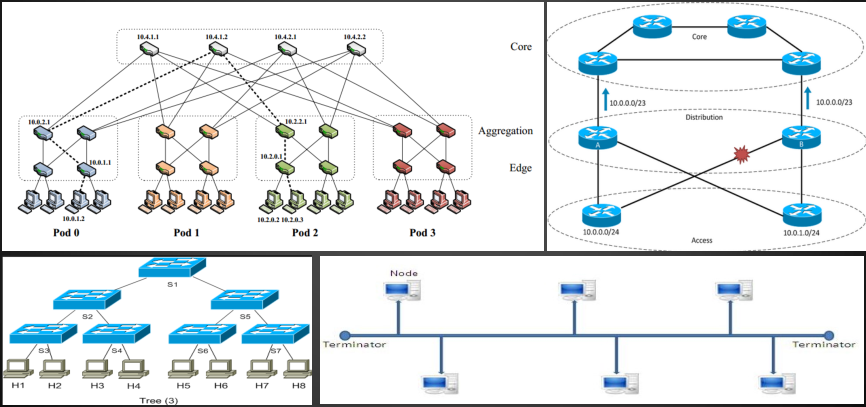 10.4.1.1
10.4.1.2
10.4.2.1
10.4.2.2
Core
10.0.2.1
10.2.2.1
Aggregation
10.0.1.1
10.2.0.1
Edge
10.0.1.2
10.2.0.2 10.2.0.3
Pod 0
Pod 1
Pod 2
Pod 3
Core
10.0.0.0/23
10.0.0.0/23
Distribution
A
B
10.0.0.0/24
10.0.1.0/24
Access
S1
S2
S5
S3
S4
S6
S7
H1 H2 H3 H4 H5 H6 H7 H8
Tree (3)
Node
Terminator
Terminator